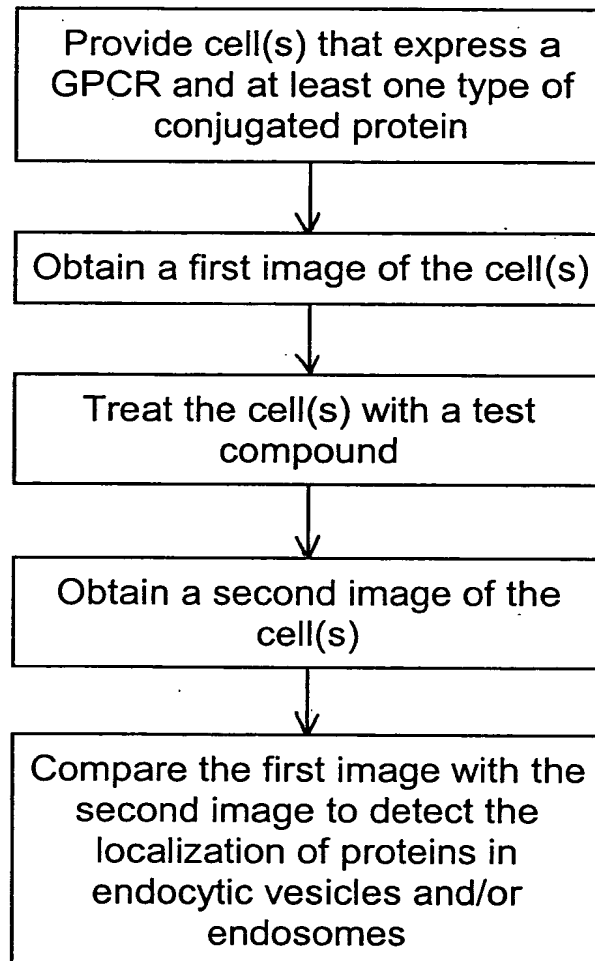 Provide cell(s) that express a
GPCR and at least one type of
conjugated protein
Obtain a first image of the cell(s)
Treat the cell(s) with a test
compound
Obtain a second image of the
cell(s)
Compare the first image with the
second image to detect the
localization of proteins in
endocytic vesicles and/or
endosomes